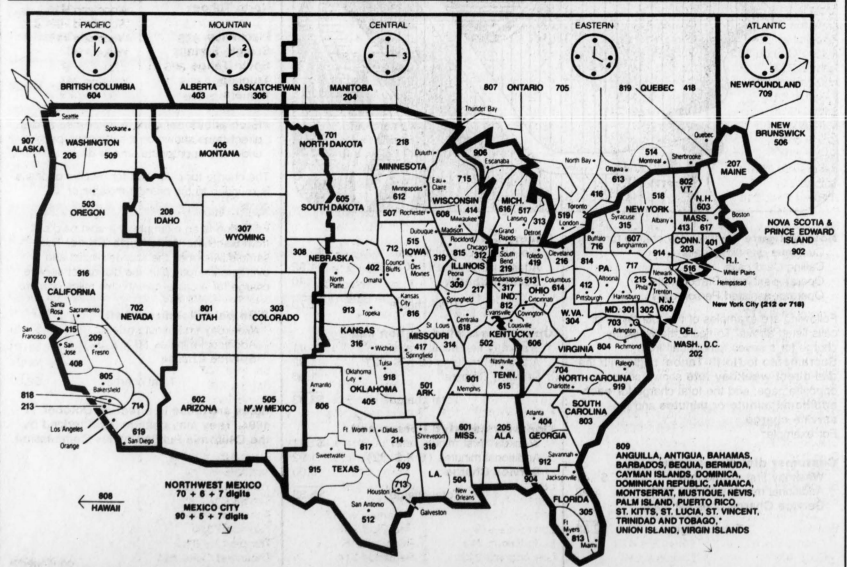 PACIFIC
MOUNTAIN
CENTRAL
EASTERN
ATLANTIC
1
2
3
4
5
BRITISH COLUMBIA
604
ALBERTA
403
SASKATCHEWAN
306
MANITOBA
204
807 ONTARIO 705
819 QUEBEC 418
NEWFOUNDLAND
709
NEW
BRUNSWICK
506
NOVA SCOTIA &
PRINCE EDWARD
ISLAND
902
907
ALASKA
Seattle
Spokane
WASHINGTON
206
509
503
OREGON
208
IDAHO
406
MONTANA
307
WYOMING
701
NORTH DAKOTA
605
SOUTH DAKOTA
308
NEBRASKA
North
Platte
402
Omaha
218
Duluth
MINNESOTA
Minneapolis
612
507
Rochester
Thunder Bay
906
Escanaba
715
Eau
Claire
WISCONSIN
414
Milwaukee
608
Madison
Dubuque
712
515
IOWA
Council
Bluffs
Des
Moines
319
Rockford
815
Chicago
312
ILLINOIS
Peoria
309
217
Springfield
Centralia
618
MICH.
616
517
Lansing
313
Grand
Rapids
Detroit
South
Bend
219
Toledo
419
Cleveland
216
Indianapolis
317
IND.
812
Evansville
513
Columbus
OHIO
614
Cincinnati
Covington
Louisville
KENTUCKY
502
606
North Bay
Ottawa
613
514
Montreal
Quebec
Sherbrooke
416
Toronto
519
London
207
MAINE
802
VT.
N.H.
603
MASS.
413
617
Boston
CONN.
203
401
R.I.
518
NEW YORK
Albany
Syracuse
315
Buffalo
716
607
Binghamton
914
White Plains
516
Hempstead
New York City (212 or 718)
814
PA.
717
412
Pittsburgh
Harrisburg
215
Newark
201
Trenton
N.J.
609
MD. 301
302
DEL.
WASH., D.C.
202
W.VA.
304
703
Arlington
Richmond
VIRGINIA
804
Raleigh
704
Charlotte
NORTH CAROLINA
919
SOUTH
CAROLINA
803
Nashville
TENN.
615
901
Memphis
Atlanta
404
GEORGIA
912
Savannah
904
Jacksonville
FLORIDA
305
Ft
Myers
813
Miami
205
ALA.
601
MISS.
501
ARK.
Shreveport
318
LA.
504
New
Orleans
913
Topeka
KANSAS
316
Wichita
Kansas
City
816
St Louis
MISSOURI
417
314
Springfield
Oklahoma
City
Tulsa
918
OKLAHOMA
405
Amarillo
806
Ft Worth
Dallas
817
214
Sweetwater
915
TEXAS
409
713
Houston
Galveston
San Antonio
512
303
COLORADO
801
UTAH
702
NEVADA
602
ARIZONA
505
916
707
CALIFORNIA
Santa
Rosa
Sacramento
San
Francisco
415
209
Fresno
San
Jose
408
805
Bakersfield
818
213
714
619
Los Angeles
Orange
San Diego
808
HAWAII
NORTHWEST MEXICO
70 + 6 + 7 digits
MEXICO CITY
90 + 5 + 7 digits
809
ANGUILLA, ANTIGUA, BAHAMAS,
BARBADOS, BEQUIA, BERMUDA,
CAYMAN ISLANDS, DOMINICA,
DOMINICAN REPUBLIC, JAMAICA,
MONTSERRAT, MUSTIQUE, NEVIS,
PALM ISLAND, PUERTO RICO,
ST. KITTS, ST. LUCIA, ST. VINCENT,
TRINIDAD AND TOBAGO,
UNION ISLAND, VIRGIN ISLANDS